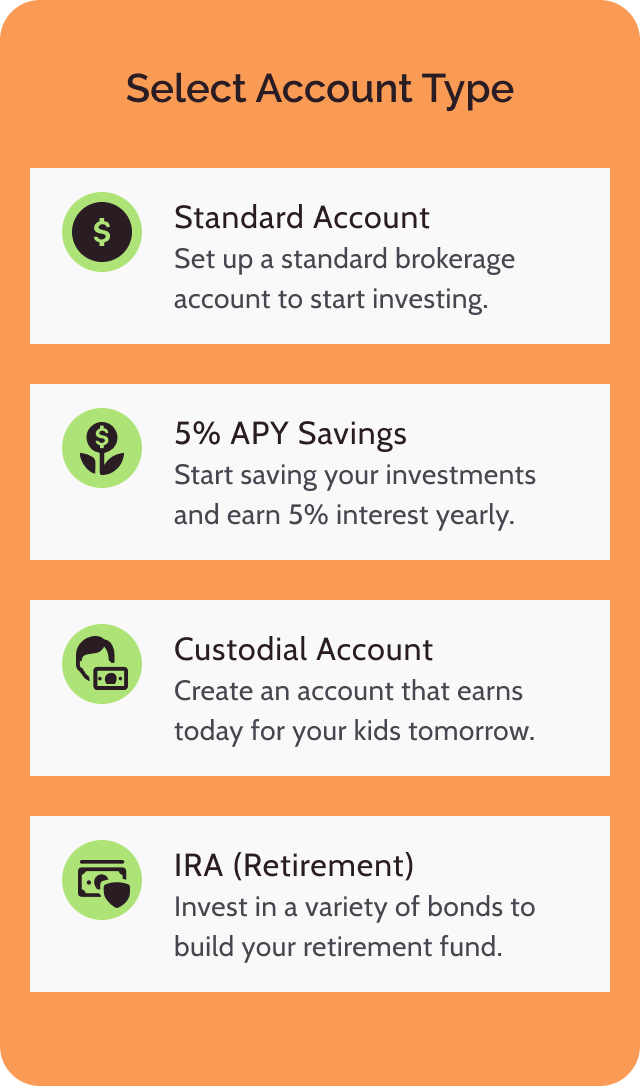 Select Account Type
$
Standard Account
Set up a standard brokerage
account to start investing.
$
5% APY Savings
Start saving your investments
and earn 5% interest yearly.
Custodial Account
Create an account that earns
today for your kids tomorrow.
IRA (Retirement)
Invest in a variety of bonds to
build your retirement fund.